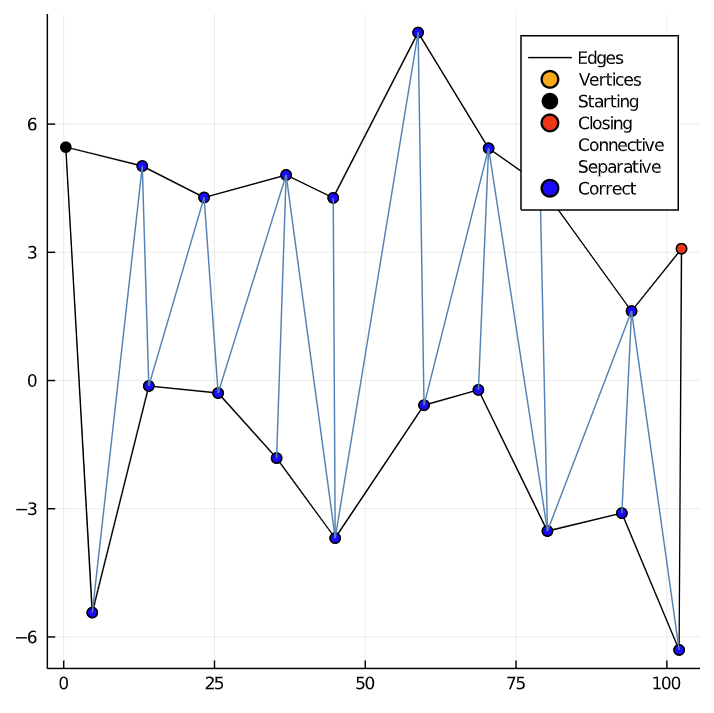 Edges
Vertices
Starting
Closing
Connective
Separative
Correct
6
3
0
−3
−6
0 25 50 75 100